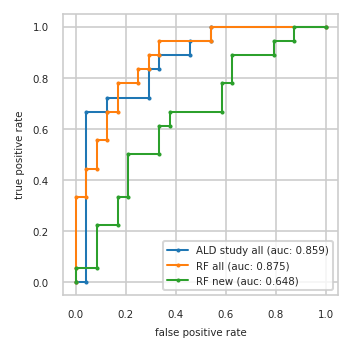 1.0
0.8
0.6
0.4
0.2
0.0
true positive rate
ALD study all (auc: 0.859)
RF all (auc: 0.875)
RF new (auc: 0.648)
0.0 0.2 0.4 0.6 0.8 1.0
false positive rate